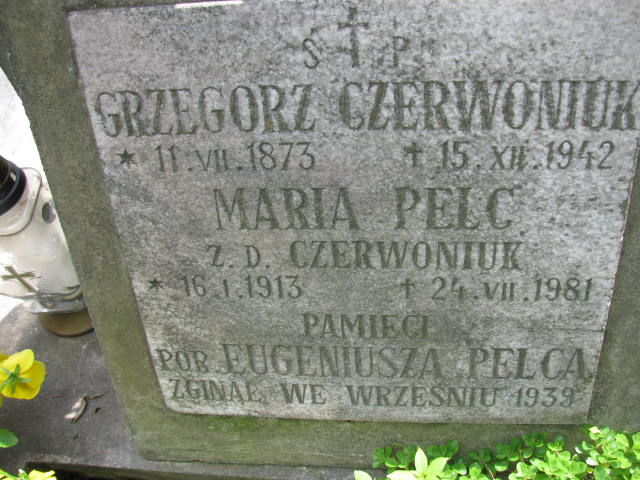 Ś † P
GRZEGORZ CZERWONIUK
* 11.VII.1873 † 15.XII.1942
MARIA PELC
Z.D. CZERWONIUK
* 16.I.1913 † 24.VII.1981
PAMIĘCI
POR. EUGENIUSZA PELCA
ZGINĄŁ WE WRZEŚNIU 1939